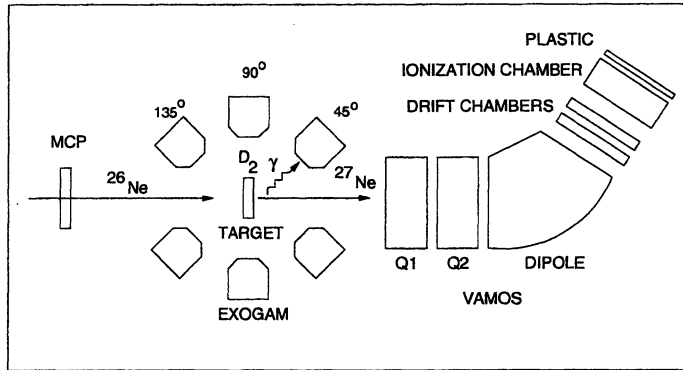 PLASTIC
IONIZATION CHAMBER
DRIFT CHAMBERS
90°
135°
45°
MCP
D2
γ
26Ne
27Ne
TARGET
EXOGAM
Q1
Q2
DIPOLE
VAMOS